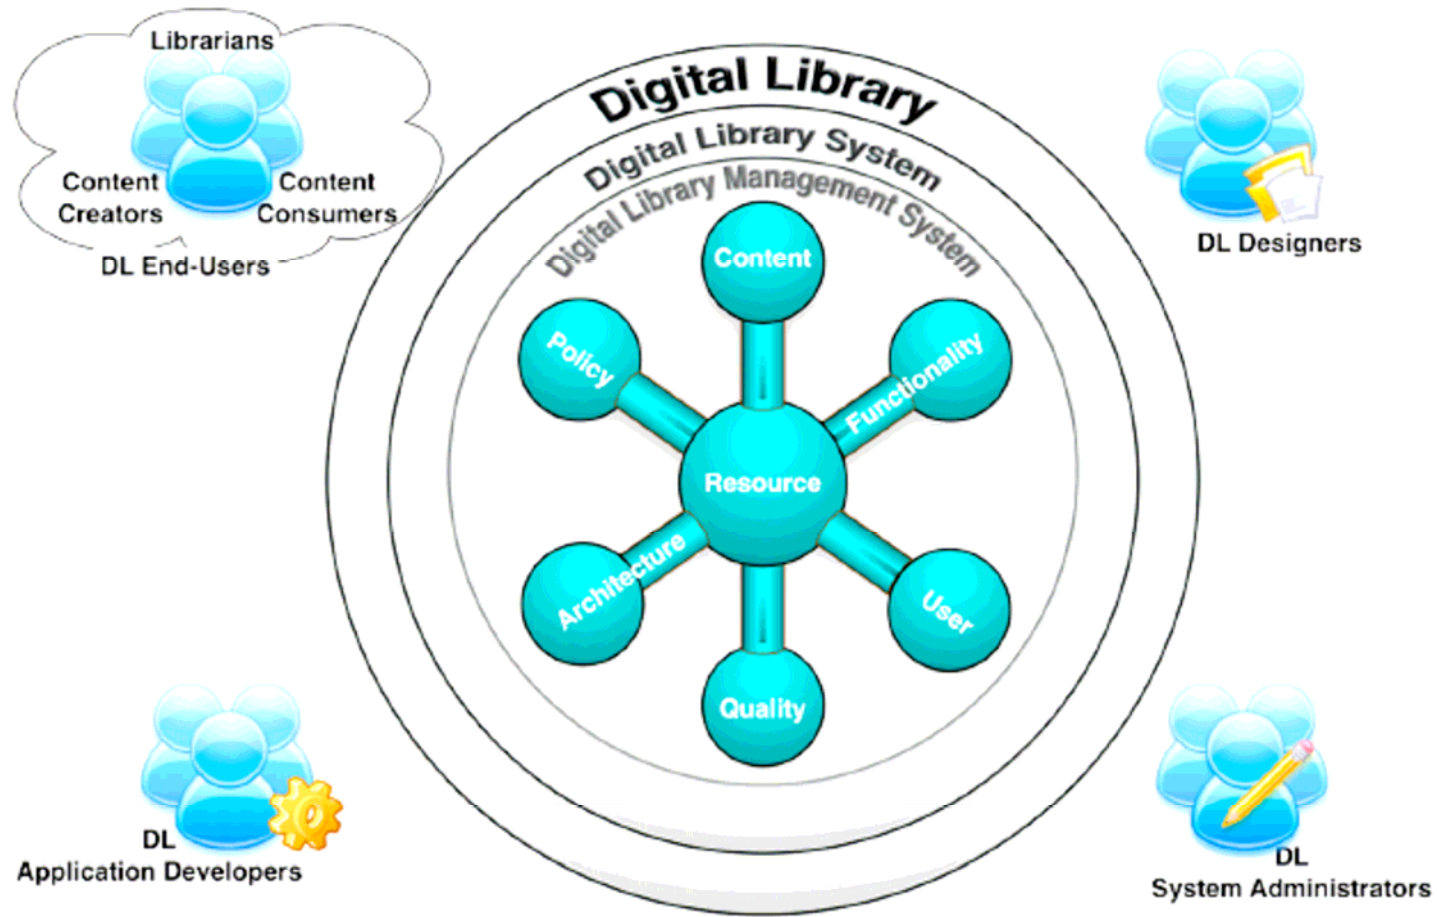 Librarians
Content
Creators
Content
Consumers
DL End-Users
Digital Library
Digital Library System
Digital Library Management System
DL Designers
Content
Policy
Functionality
Resource
Architecture
User
Quality
DL
Application Developers
DL
System Administrators